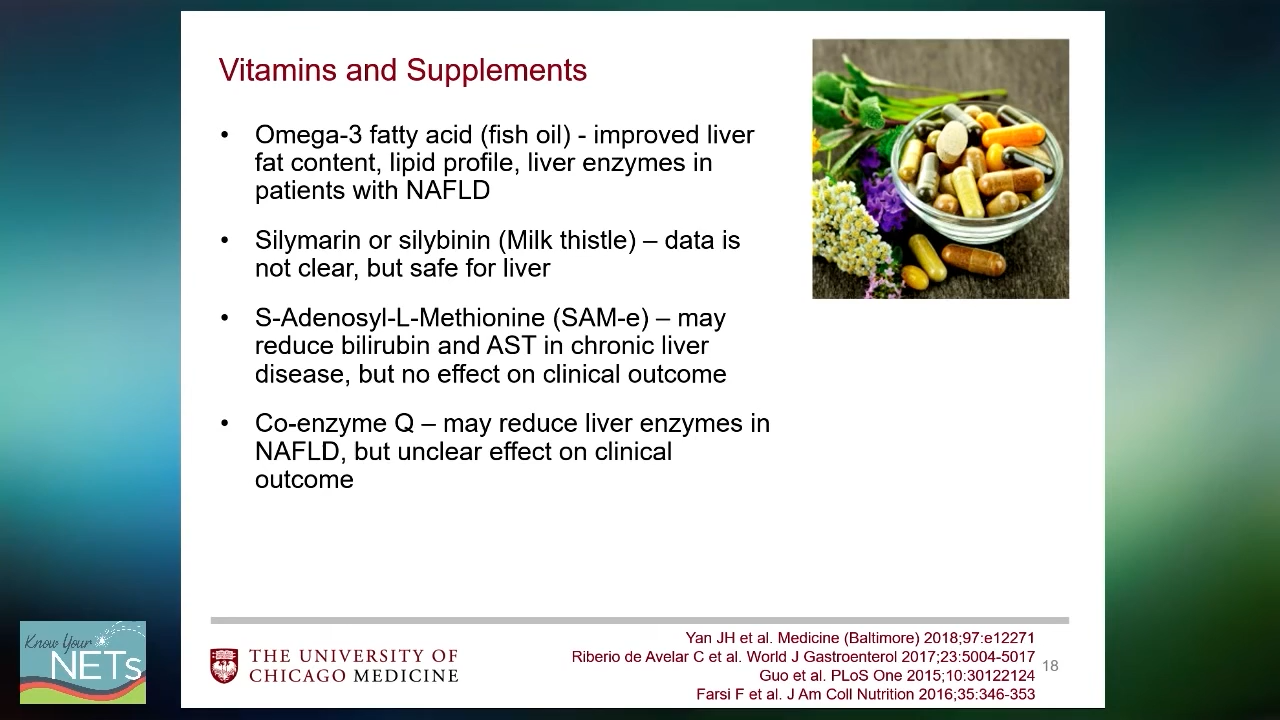 Vitamins and Supplements
• Omega-3 fatty acid (fish oil) - improved liver
fat content, lipid profile, liver enzymes in
patients with NAFLD
• Silymarin or silybinin (Milk thistle) – data is
not clear, but safe for liver
• S-Adenosyl-L-Methionine (SAM-e) – may
reduce bilirubin and AST in chronic liver
disease, but no effect on clinical outcome
• Co-enzyme Q – may reduce liver enzymes in
NAFLD, but unclear effect on clinical
outcome
Know Your
NETs
THE UNIVERSITY OF
CHICAGO MEDICINE
Yan JH et al. Medicine (Baltimore) 2018;97:e12271
Riberio de Avelar C et al. World J Gastroenterol 2017;23:5004-5017
Guo et al. PLoS One 2015;10:30122124
Farsi F et al. J Am Coll Nutrition 2016;35:346-353
18